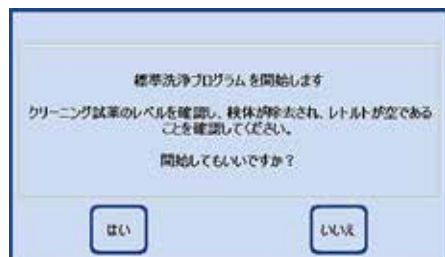 標準洗浄プログラムを開始します
クリーニング試薬のレベルを確認し、検体が除去され、レトルトが空である
ことを確認してください。
開始してもいいですか？
はい
いいえ